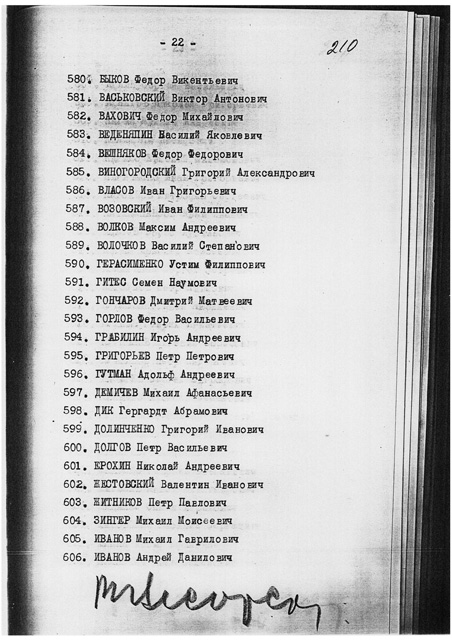 - 22 -
210
580. БЫКОВ Федор Викентьевич
581. ВАСЬКОВСКИЙ Виктор Антонович
582. ВАХОВИЧ Федор Михайлович
583. ВЕДЕНЯПИН Василий Яковлевич
584. ВЕШНЯКОВ Федор Федорович
585. ВИНОГОРОДСКИЙ Григорий Александрович
586. ВЛАСОВ Иван Григорьевич
587. ВОЗОВСКИЙ Иван Филиппович
588. ВОЛКОВ Максим Андреевич
589. ВОЛОЧКОВ Василий Степанович
590. ГЕРАСИМЕНКО Устим Филиппович
591. ГИТЕС Семен Наумович
592. ГОНЧАРОВ Дмитрий Матвеевич
593. ГОРЛОВ Федор Васильевич
594. ГРАБИЛИН Игорь Андреевич
595. ГРИГОРЬЕВ Петр Петрович
596. ГУТМАН Адольф Андреевич
597. ДЕМИЧЕВ Михаил Афанасьевич
598. ДИК Гергардт Абрамович
599. ДОЛИНЧЕНКО Григорий Иванович
600. ДОЛГОВ Петр Васильевич
601. ЕРОХИН Николай Андреевич
602. ЖЕСТОВСКИЙ Валентин Иванович
603. ЖИТНИКОВ Петр Павлович
604. ЗИНГЕР Михаил Моисеевич
605. ИВАНОВ Михаил Гаврилович
606. ИВАНОВ Андрей Данилович